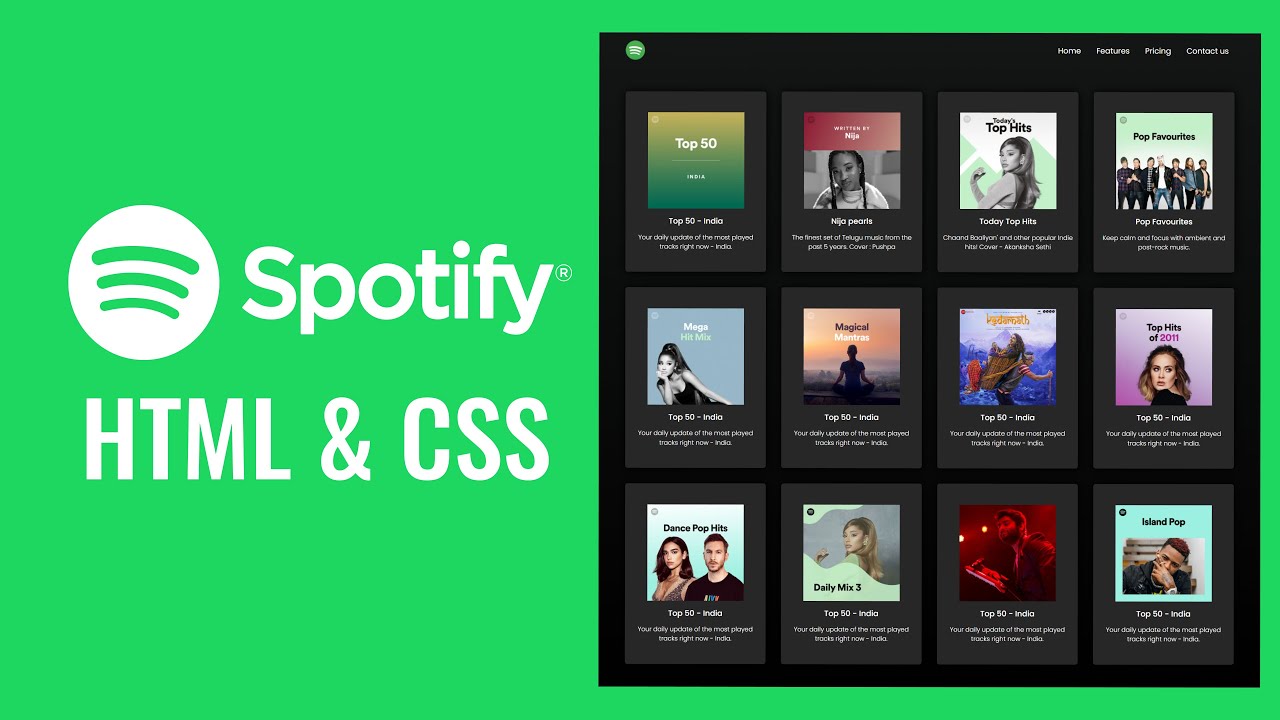 Spotify®
HTML & CSS
Home Features Pricing Contact us
Top 50
INDIA
Top 50 - India
Your daily update of the most played
tracks right now - India.
WRITTEN BY
Nija
Nija pearls
The finest set of Telugu music from the
past 5 years. Cover : Pushpa
Today's
Top Hits
Today Top Hits
Chaand Baaliyan' and other popular Indie
hits! Cover - Akanksha Sethi
Pop Favourites
Pop Favourites
Keep calm and focus with ambient and
post-rock music.
Mega
Hit Mix
Top 50 - India
Your daily update of the most played
tracks right now - India.
Magical
Mantras
Top 50 - India
Your daily update of the most played
tracks right now - India.
kedarnath
Top 50 - India
Your daily update of the most played
tracks right now - India.
Top Hits
of 2011
Top 50 - India
Your daily update of the most played
tracks right now - India.
Dance Pop Hits
Top 50 - India
Your daily update of the most played
tracks right now - India.
Daily Mix 3
Top 50 - India
Your daily update of the most played
tracks right now - India.
Top 50 - India
Your daily update of the most played
tracks right now - India.
Island Pop
Top 50 - India
Your daily update of the most played
tracks right now - India.